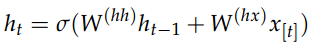 h_t = σ(W^{(hh)} h_{t−1} + W^{(hx)} x_{[t]})